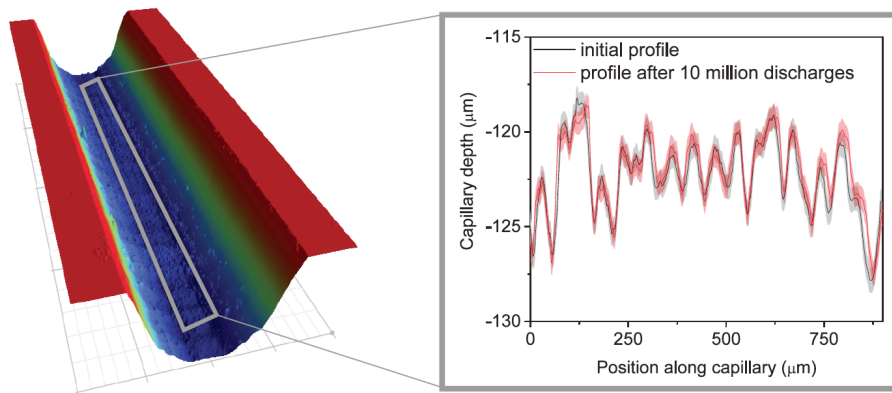 initial profile
profile after 10 million discharges
Capillary depth (μm)
−115
−120
−125
−130
0
250
500
750
Position along capillary (μm)